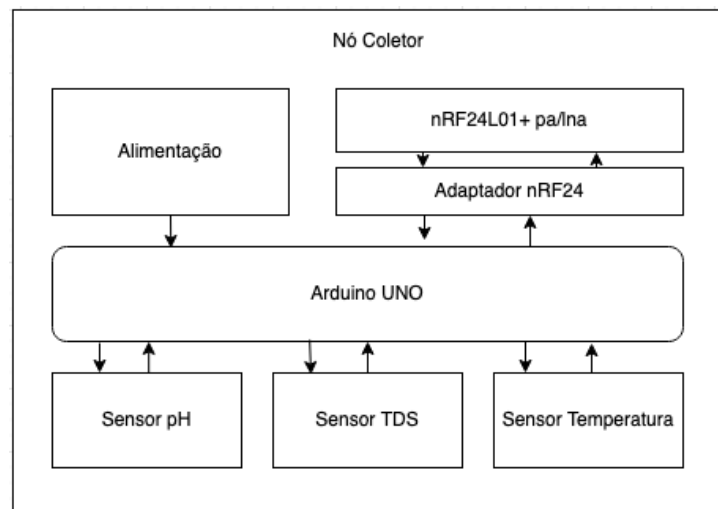 Nó Coletor
Alimentação
nRF24L01+ pa/lna
Adaptador nRF24
Arduino UNO
Sensor pH
Sensor TDS
Sensor Temperatura